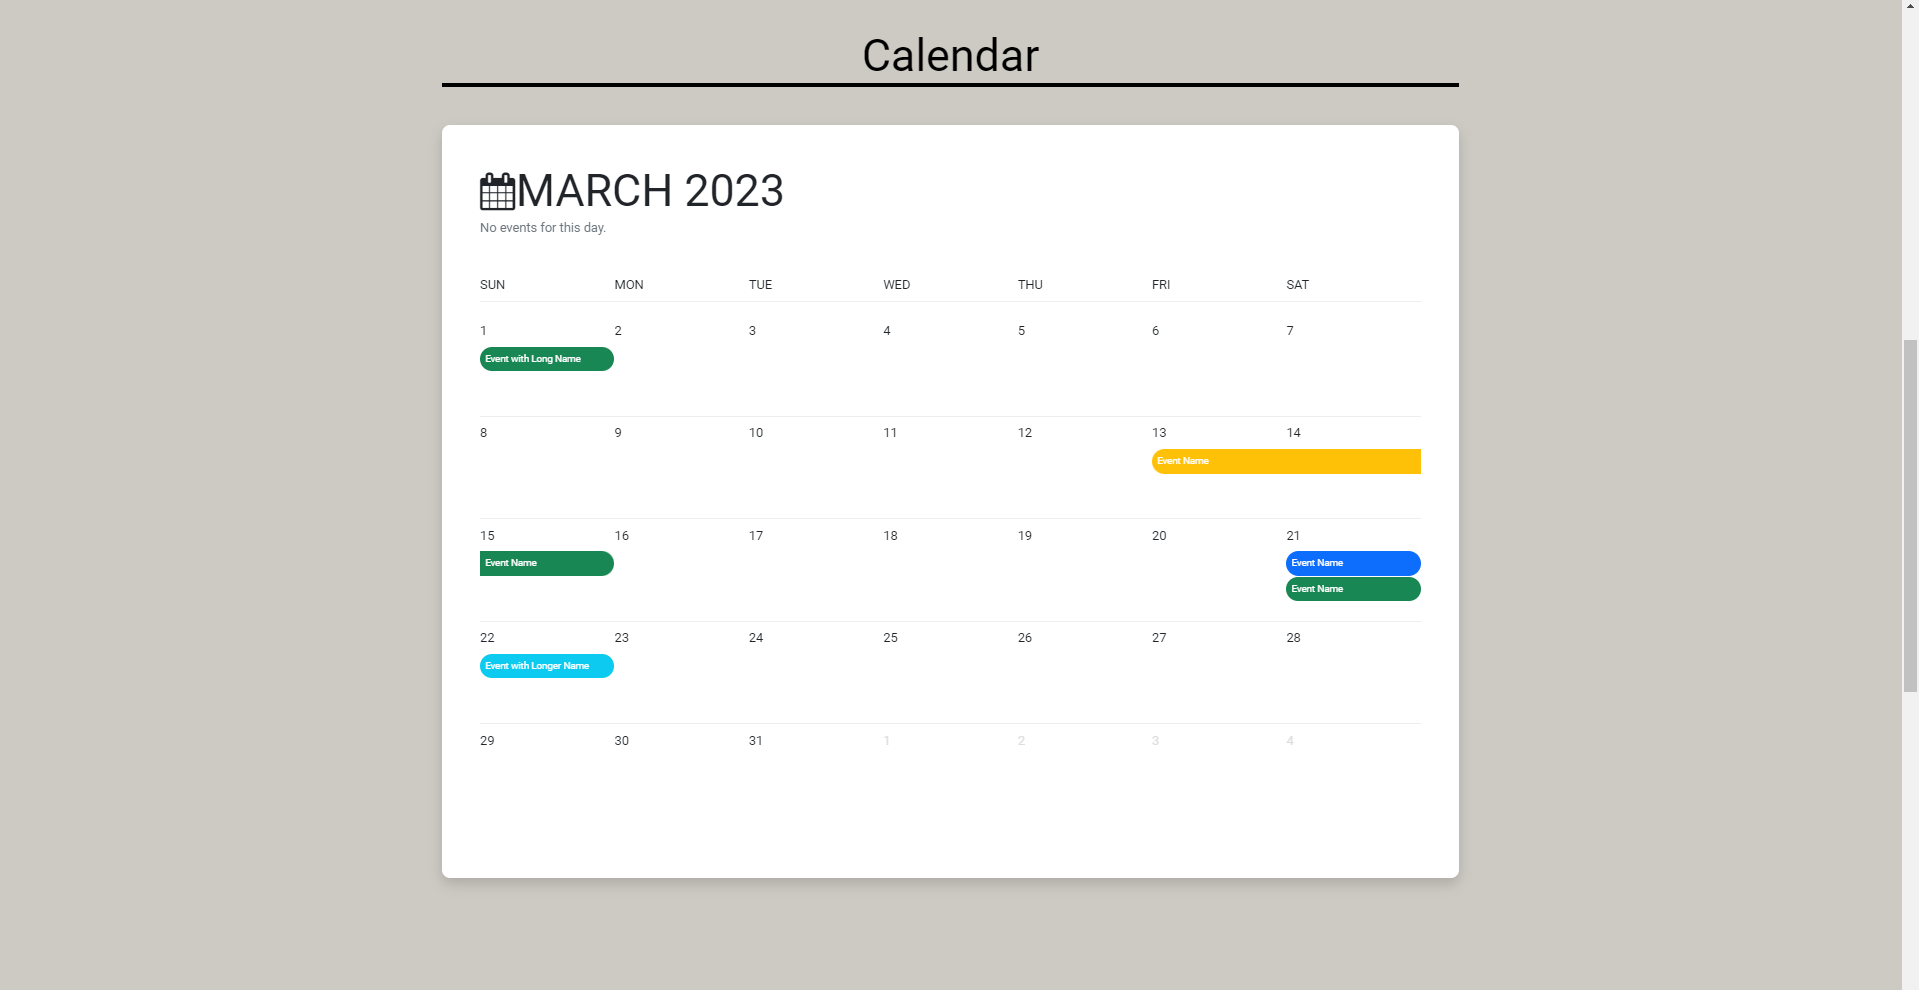 Calendar
MARCH 2023
No events for this day.
SUN MON TUE WED THU FRI SAT
1 2 3 4 5 6 7
Event with Long Name
8 9 10 11 12 13 14
Event Name
15 16 17 18 19 20 21
Event Name Event Name
Event Name
22 23 24 25 26 27 28
Event with Longer Name
29 30 31 1 2 3 4